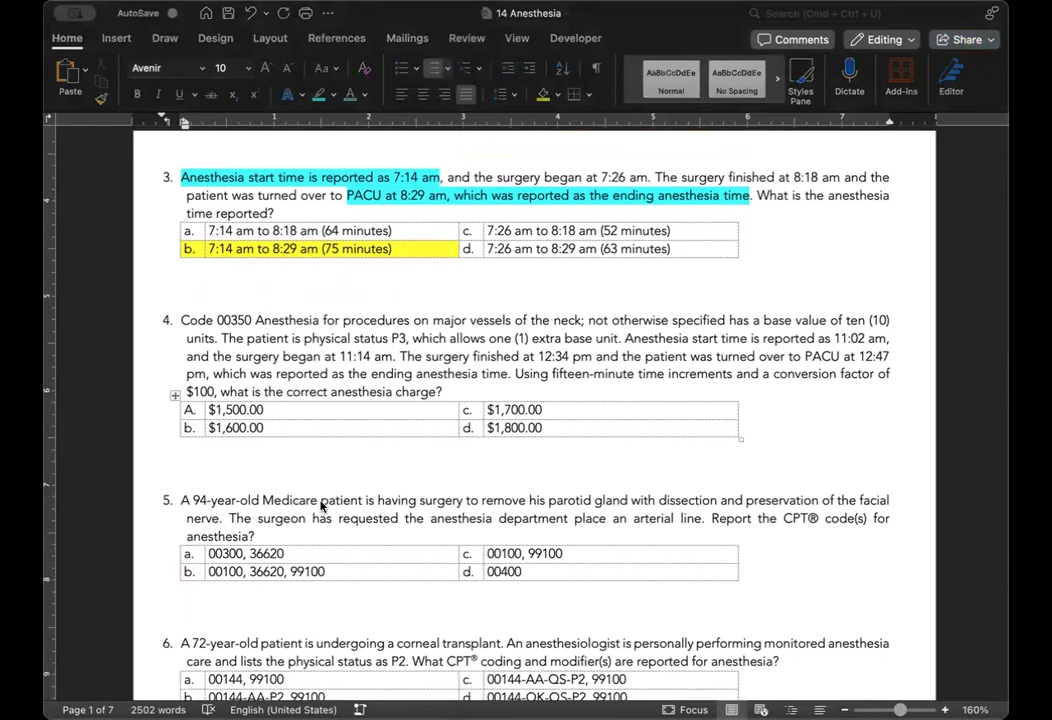 AutoSave
14 Anesthesia
Search (Cmd + Ctrl + U)
Home Insert Draw Design Layout References Mailings Review View Developer
Comments Editing Share
Paste
Avenir 10
AaBbCcDdEe AaBbCcDdEe
Normal No Spacing
Styles Pane
Dictate
Add-ins
Editor
1 2 3 4 5 6 7
3. Anesthesia start time is reported as 7:14 am, and the surgery began at 7:26 am. The surgery finished at 8:18 am and the
patient was turned over to PACU at 8:29 am, which was reported as the ending anesthesia time. What is the anesthesia
time reported?
a. 7:14 am to 8:18 am (64 minutes) c. 7:26 am to 8:18 am (52 minutes)
b. 7:14 am to 8:29 am (75 minutes) d. 7:26 am to 8:29 am (63 minutes)
4. Code 00350 Anesthesia for procedures on major vessels of the neck; not otherwise specified has a base value of ten (10)
units. The patient is physical status P3, which allows one (1) extra base unit. Anesthesia start time is reported as 11:02 am,
and the surgery began at 11:14 am. The surgery finished at 12:34 pm and the patient was turned over to PACU at 12:47
pm, which was reported as the ending anesthesia time. Using fifteen-minute time increments and a conversion factor of
$100, what is the correct anesthesia charge?
A. $1,500.00 c. $1,700.00
b. $1,600.00 d. $1,800.00
5. A 94-year-old Medicare patient is having surgery to remove his parotid gland with dissection and preservation of the facial
nerve. The surgeon has requested the anesthesia department place an arterial line. Report the CPT® code(s) for
anesthesia?
a. 00300, 36620 c. 00100, 99100
b. 00100, 36620, 99100 d. 00400
6. A 72-year-old patient is undergoing a corneal transplant. An anesthesiologist is personally performing monitored anesthesia
care and lists the physical status as P2. What CPT® coding and modifier(s) are reported for anesthesia?
a. 00144, 99100 c. 00144-AA-QS-P2, 99100
b. 00144-AA-P2, 99100 d. 00144-QK-QS-P2, 99100
Page 1 of 7 2502 words English (United States) Focus 160%